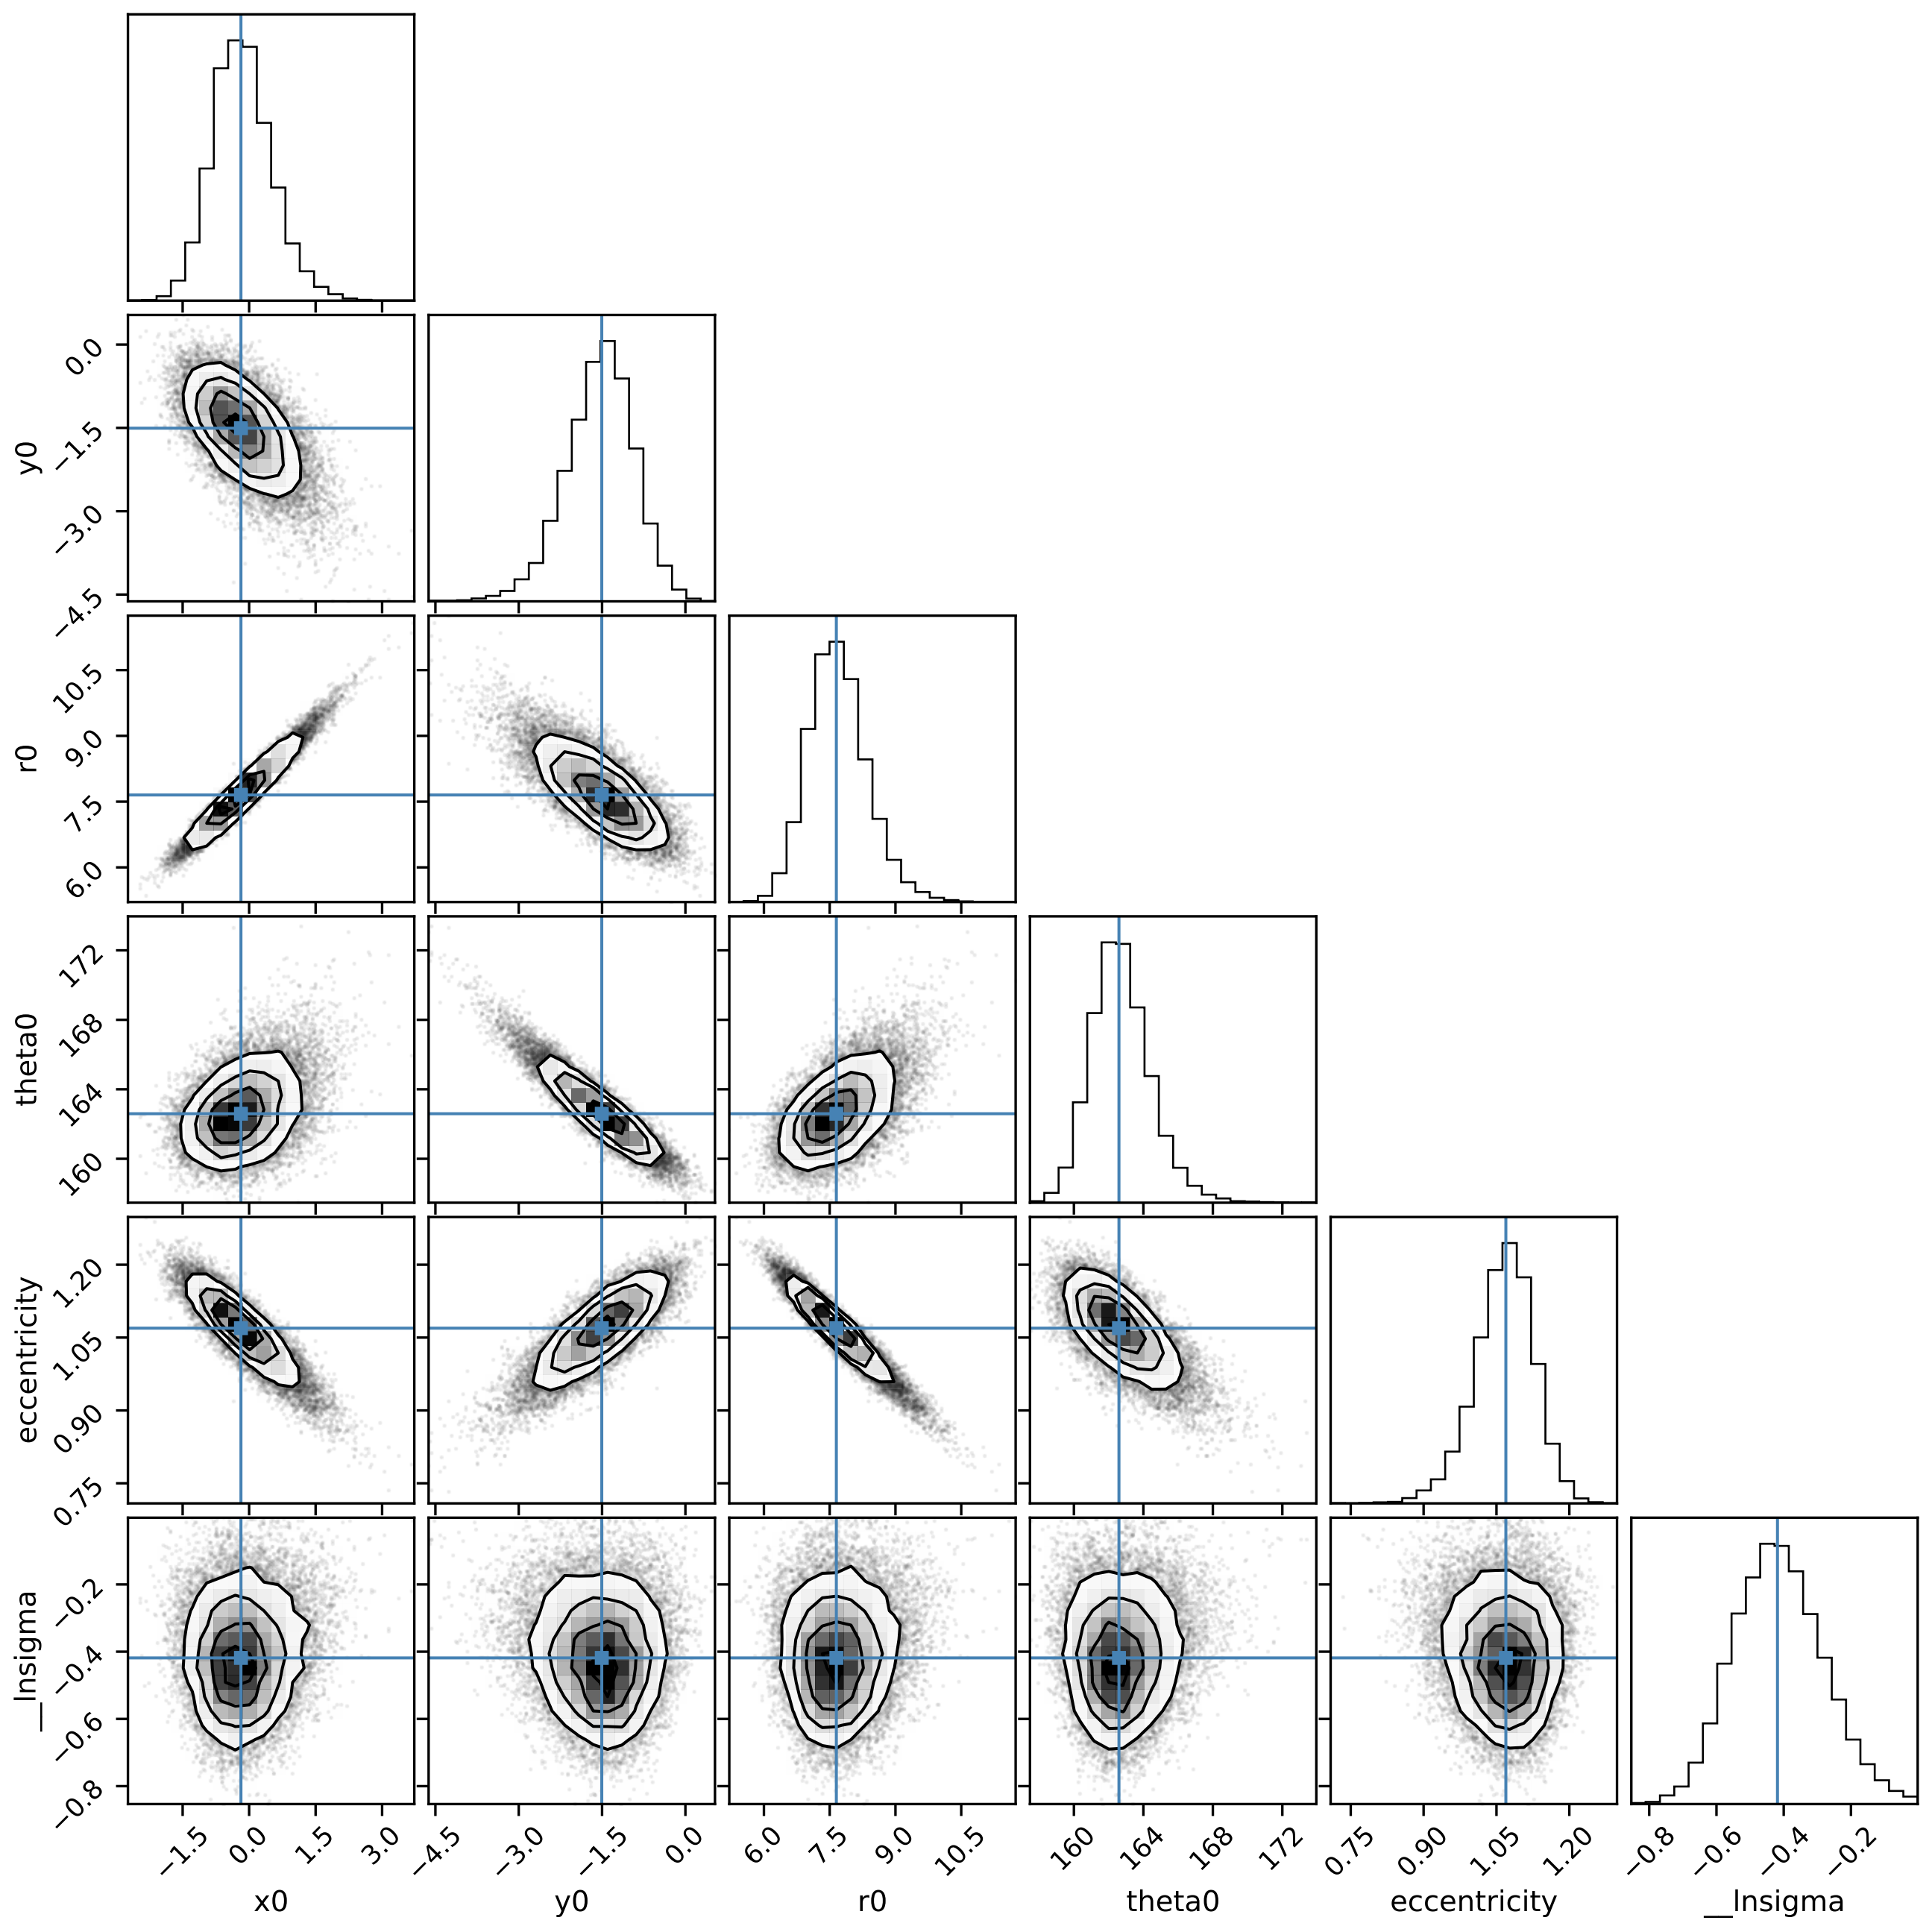 y0
0.0
−1.5
−3.0
−4.5
r0
10.5
9.0
7.5
6.0
theta0
172
168
164
160
eccentricity
1.20
1.05
0.90
0.75
__lnsigma
−0.2
−0.4
−0.6
−0.8
−1.5 0.0 1.5 3.0
x0
−4.5 −3.0 −1.5 0.0
y0
6.0 7.5 9.0 10.5
r0
160 164 168 172
theta0
0.75 0.90 1.05 1.20
eccentricity
−0.8 −0.6 −0.4 −0.2
__lnsigma